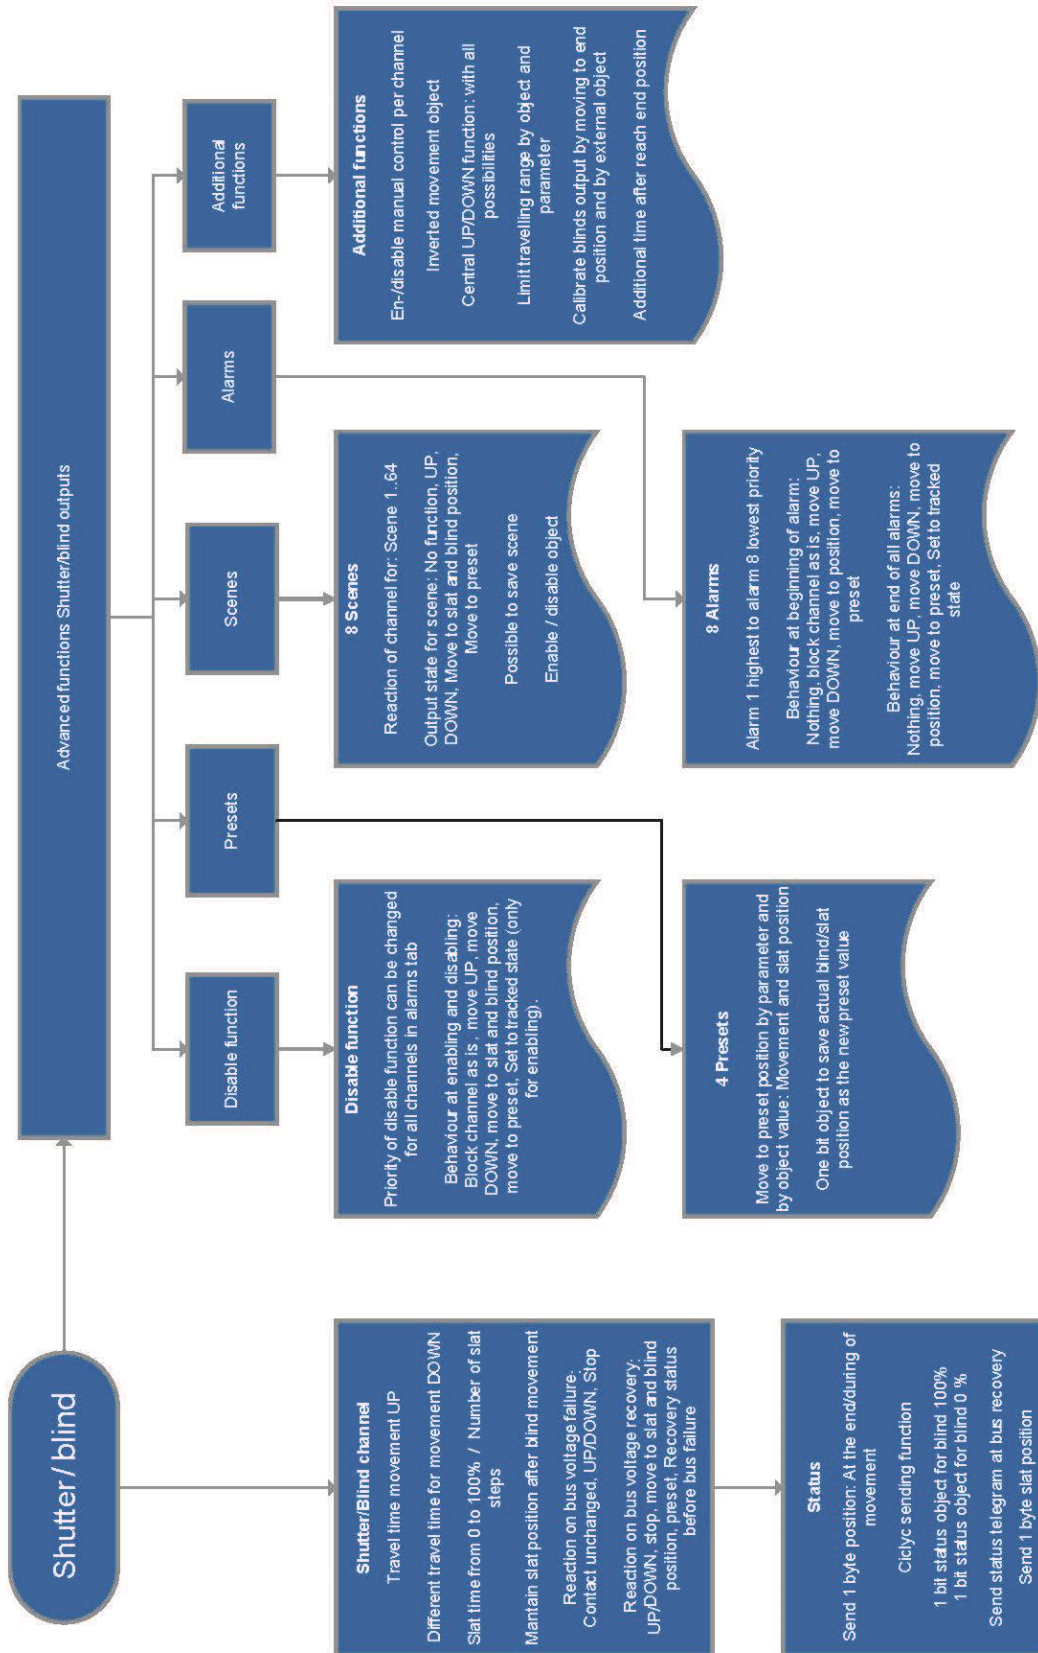 Shutter / blind
Advanced functions Shutter/blind outputs
Disable function
Presets
Scenes
Alarms
Additional
functions
Shutter/Blind channel
Travel time movement UP
Different travel time for movement DOWN
Slat time from 0 to 100% / Number of slat
steps
Mantain slat position after blind movement
Reaction on bus voltage failure:
Contact unchanged, UP/DOWN, Stop
Reaction on bus voltage recovery:
UP/DOWN, stop, move to slat and blind
position, preset, Recovery status
before bus failure
Status
Send 1 byte position: At the end/during of
movement
Ciclyc sending function
1 bit status object for blind 100%
1 bit status object for blind 0 %
Send status telegram at bus recovery
Send 1 byte slat position
Disable function
Priority of disable function can be changed
for all channels in alarms tab
Behaviour at enabling and disabling:
Block channel as is, move UP, move
DOWN, move to slat and blind position,
move to preset, Set to tracked state (only
for enabling).
4 Presets
Move to preset position by parameter and
by object value: Movement and slat position
One bit object to save actual blind/slat
position as the new preset value
8 Scenes
Reaction of channel for: Scene 1..64
Output state for scene: No function, UP,
DOWN, Move to slat and blind position,
Move to preset
Possible to save scene
Enable / disable object
8 Alarms
Alarm 1 highest to alarm 8 lowest priority
Behaviour at beginning of alarm:
Nothing, block channel as is, move UP,
move DOWN, move to position, move to
preset
Behaviour at end of all alarms:
Nothing, move UP, move DOWN, move to
position, move to preset, Set to tracked
state
Additional functions
En-/disable manual control per channel
Inverted movement object
Central UP/DOWN function: with all
possibilities
Limit travelling range by object and
parameter
Calibrate blinds output by moving to end
position and by external object
Additional time after reach end position